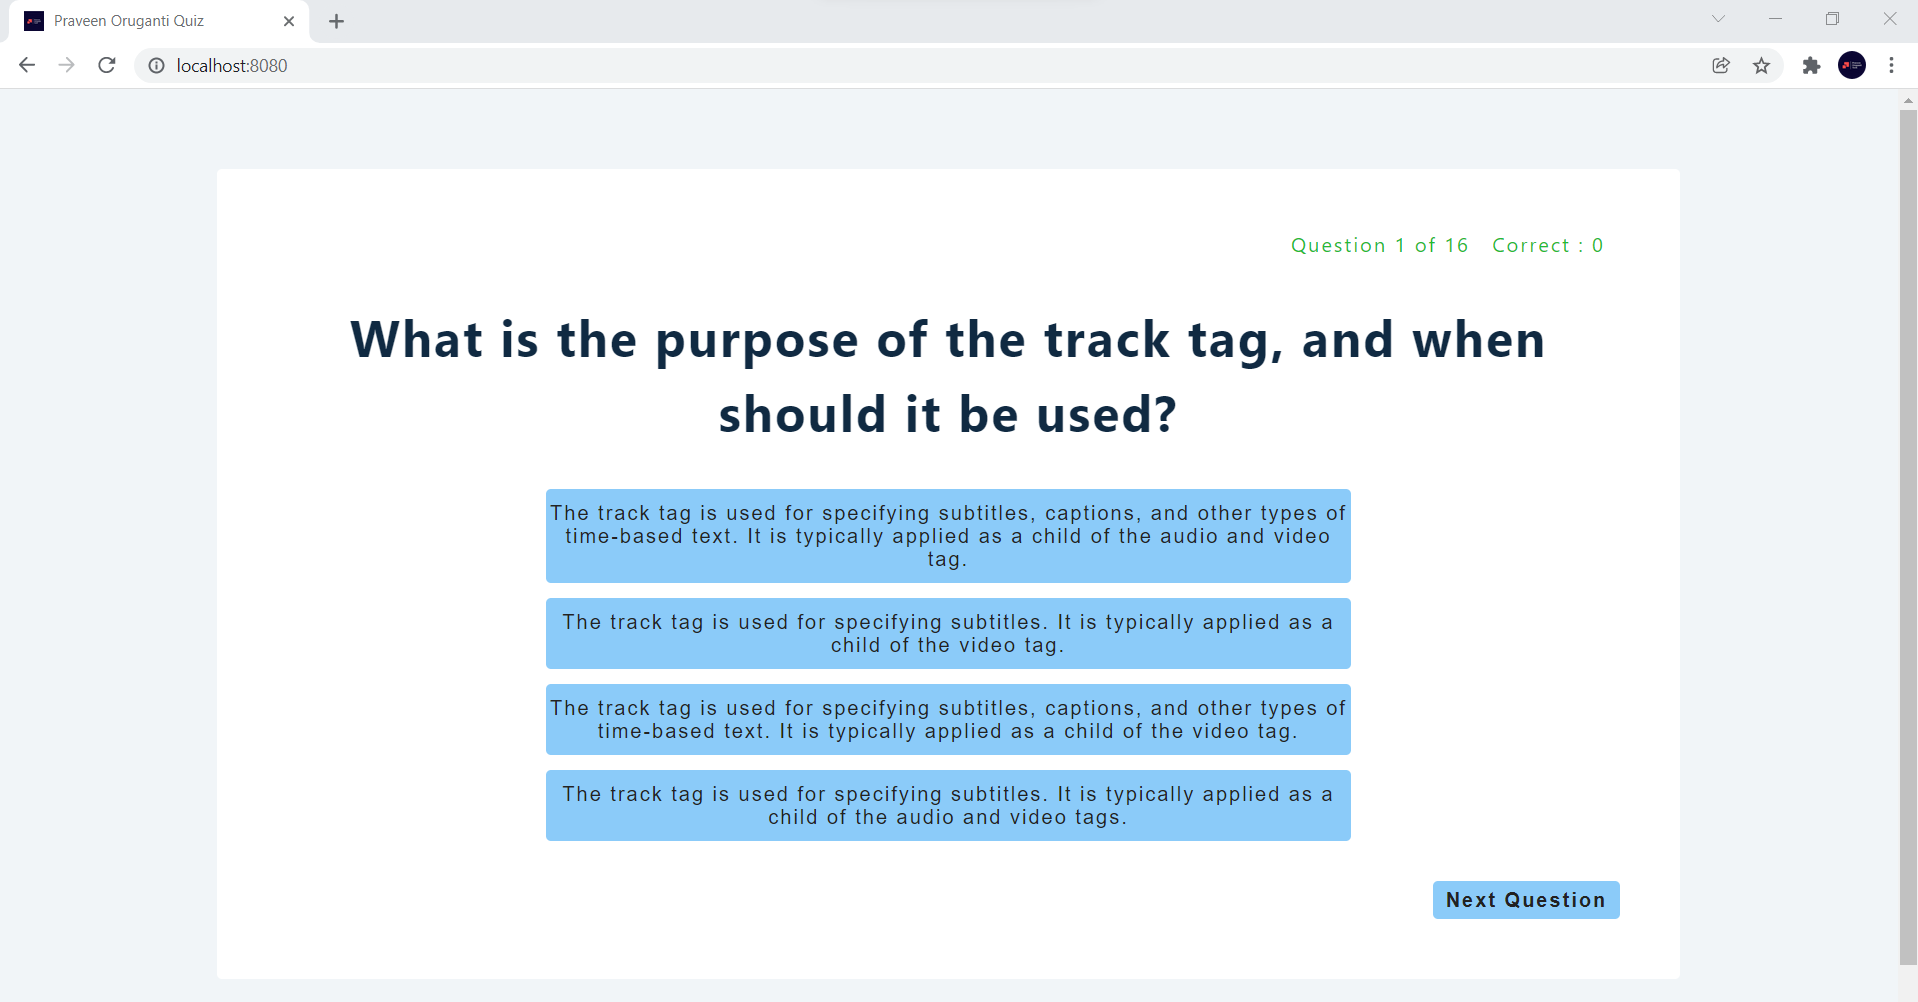 Praveen Oruganti Quiz
localhost:8080
Question 1 of 16 Correct : 0
What is the purpose of the track tag, and when
should it be used?
The track tag is used for specifying subtitles, captions, and other types of
time-based text. It is typically applied as a child of the audio and video
tag.
The track tag is used for specifying subtitles. It is typically applied as a
child of the video tag.
The track tag is used for specifying subtitles, captions, and other types of
time-based text. It is typically applied as a child of the video tag.
The track tag is used for specifying subtitles. It is typically applied as a
child of the audio and video tags.
Next Question